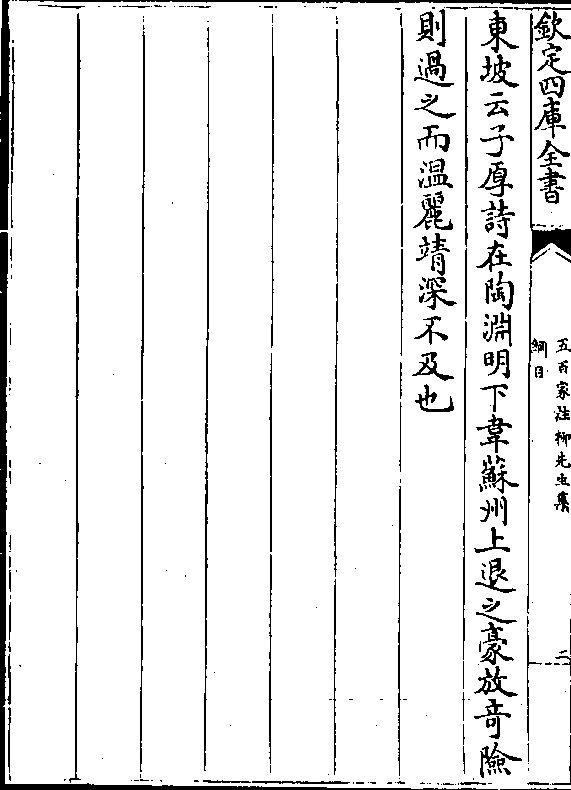 欽定四庫全書
五百家注柳先生集
綱目
二
東坡云子厚詩在陶淵明下韋蘇州上退之豪放奇險
則過之而温麗靖深不及也